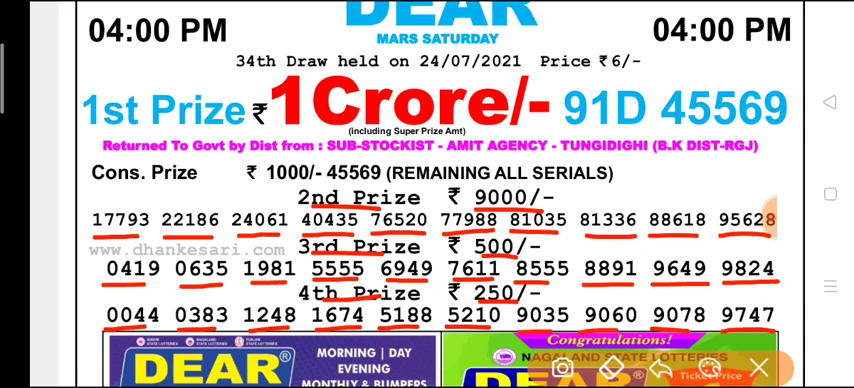 DEAR
04:00 PM 04:00 PM
MARS SATURDAY
34th Draw held on 24/07/2021 Price ₹6/-
1st Prize ₹ 1Crore/- 91D 45569
(including Super Prize Amt)
Returned To Govt by Dist from : SUB-STOCKIST - AMIT AGENCY - TUNGIDIGHI (B.K DIST-RGJ)
Cons. Prize ₹ 1000/- 45569 (REMAINING ALL SERIALS)
2nd Prize ₹ 9000/-
17793 22186 24061 40435 76520 77988 81035 81336 88618 95628
www.dhankesari.com 3rd Prize ₹ 500/-
0419 0635 1981 5555 6949 7611 8555 8891 9649 9824
4th Prize ₹ 250/-
0044 0383 1248 1674 5188 5210 9035 9060 9078 9747
DEAR®
MORNING | DAY
EVENING
MONTHLY & BUMPERS
Congratulations!
NAGALAND STATE LOTTERIES
Ticket Price